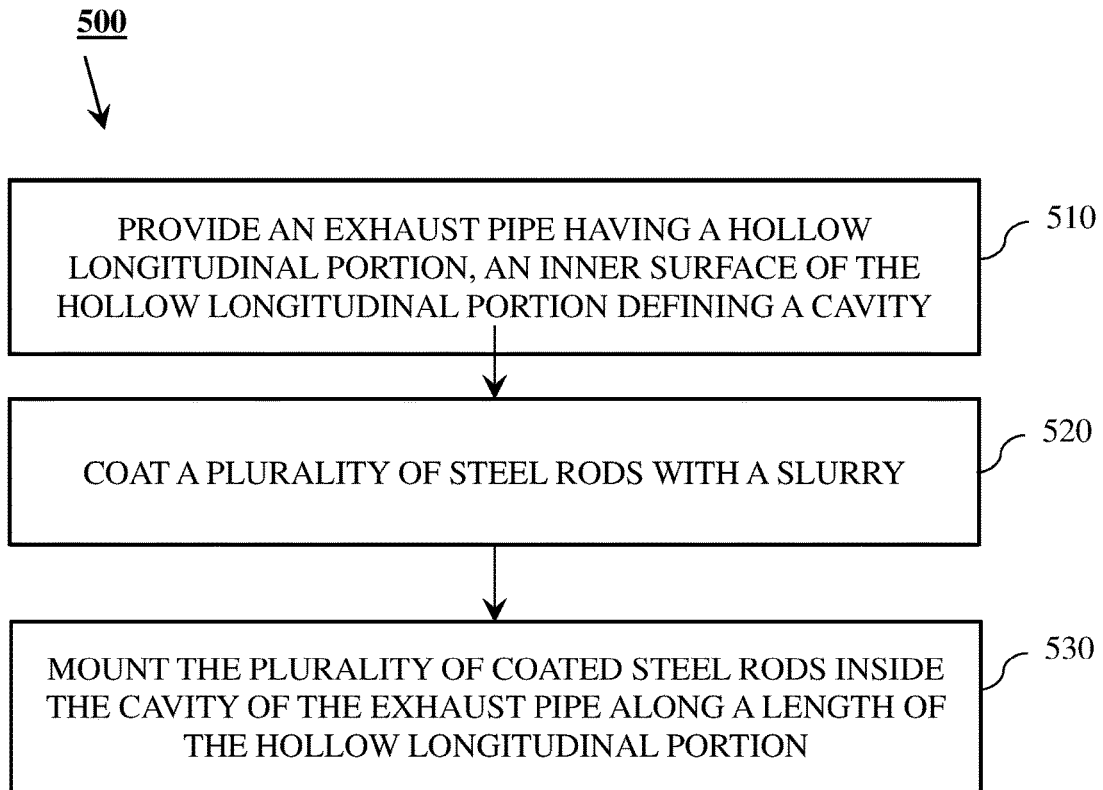 500
PROVIDE AN EXHAUST PIPE HAVING A HOLLOW
LONGITUDINAL PORTION, AN INNER SURFACE OF THE
HOLLOW LONGITUDINAL PORTION DEFINING A CAVITY
510
COAT A PLURALITY OF STEEL RODS WITH A SLURRY
520
MOUNT THE PLURALITY OF COATED STEEL RODS INSIDE
THE CAVITY OF THE EXHAUST PIPE ALONG A LENGTH OF
THE HOLLOW LONGITUDINAL PORTION
530